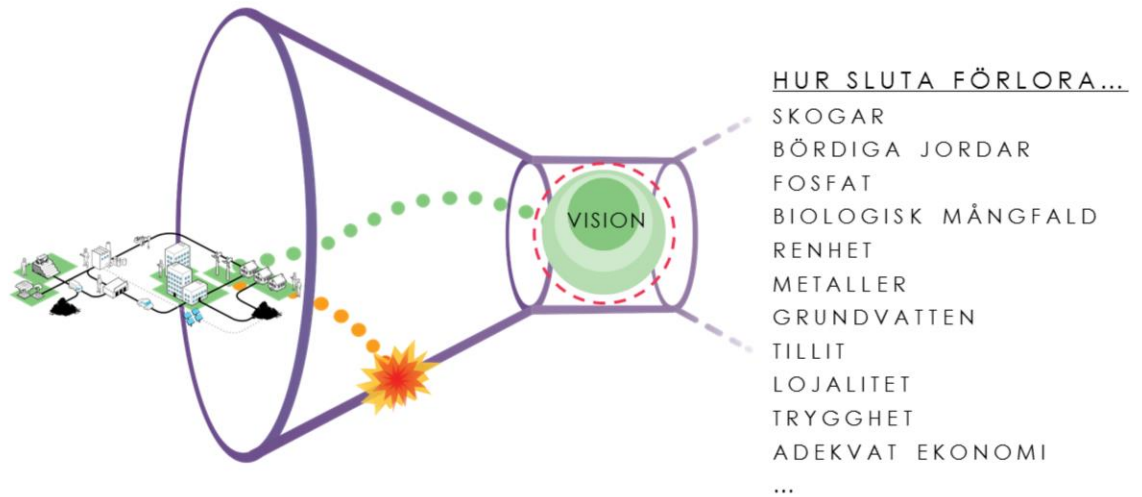 HUR SLUTA FÖRLORA...
SKOGAR
BÖRDIGA JORDAR
FOSFAT
BIOLOGISK MÅNGFALD
VISION
RENHET
METALLER
GRUNDVATTEN
TILLIT
LOJALITET
TRYGGHET
ADEKVAT EKONOMI
...